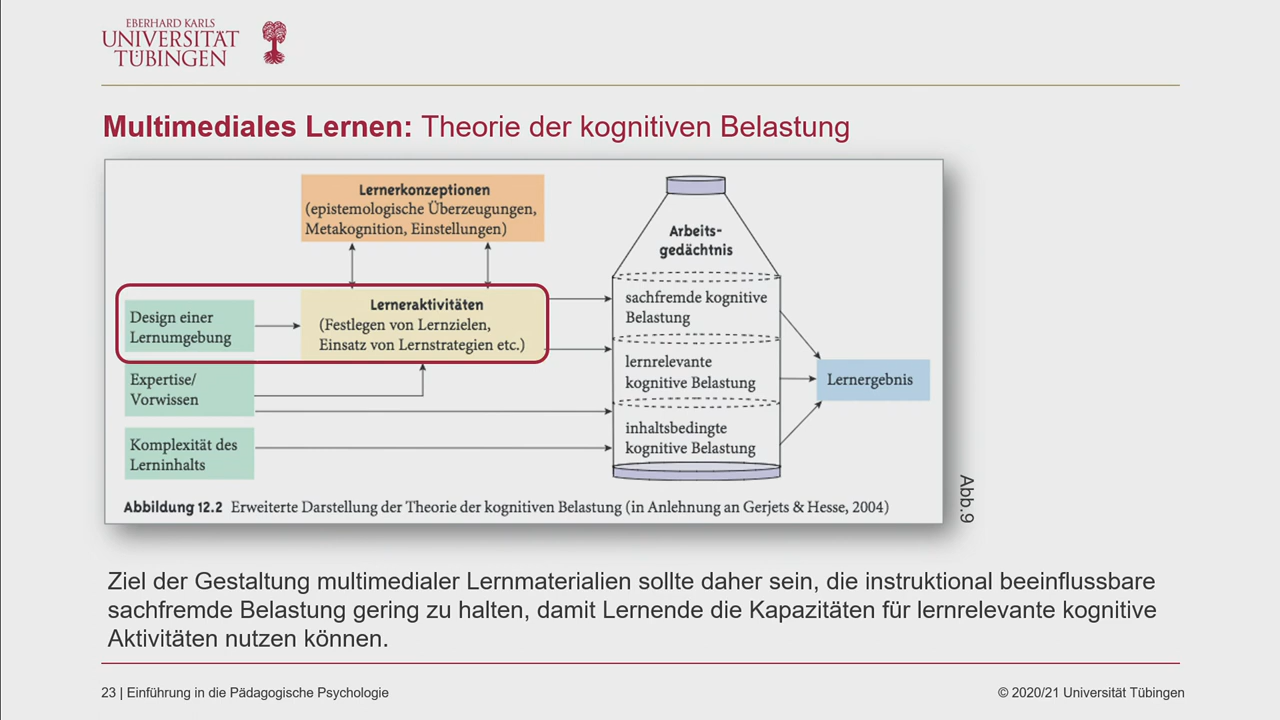 EBERHARD KARLS
UNIVERSITÄT
TÜBINGEN
Multimediales Lernen: Theorie der kognitiven Belastung
Lernerkonzeptionen
(epistemologische Überzeugungen,
Metakognition, Einstellungen)
Design einer
Lernumgebung
Lerneraktivitäten
(Festlegen von Lernzielen,
Einsatz von Lernstrategien etc.)
Expertise/
Vorwissen
Komplexität des
Lerninhalts
Arbeits-
gedächtnis
sachfremde kognitive
Belastung
lernrelevante
kognitive Belastung
inhaltsbedingte
kognitive Belastung
Lernergebnis
Abbildung 12.2 Erweiterte Darstellung der Theorie der kognitiven Belastung (in Anlehnung an Gerjets & Hesse, 2004)
Abb.9
Ziel der Gestaltung multimedialer Lernmaterialien sollte daher sein, die instruktional beeinflussbare
sachfremde Belastung gering zu halten, damit Lernende die Kapazitäten für lernrelevante kognitive
Aktivitäten nutzen können.
23 | Einführung in die Pädagogische Psychologie
© 2020/21 Universität Tübingen